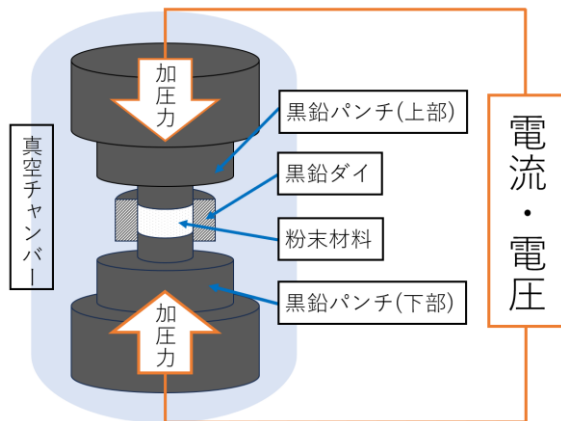 加圧力
黒鉛パンチ(上部)
黒鉛ダイ
粉末材料
黒鉛パンチ(下部)
加圧力
真空チャンバー
電流・電圧